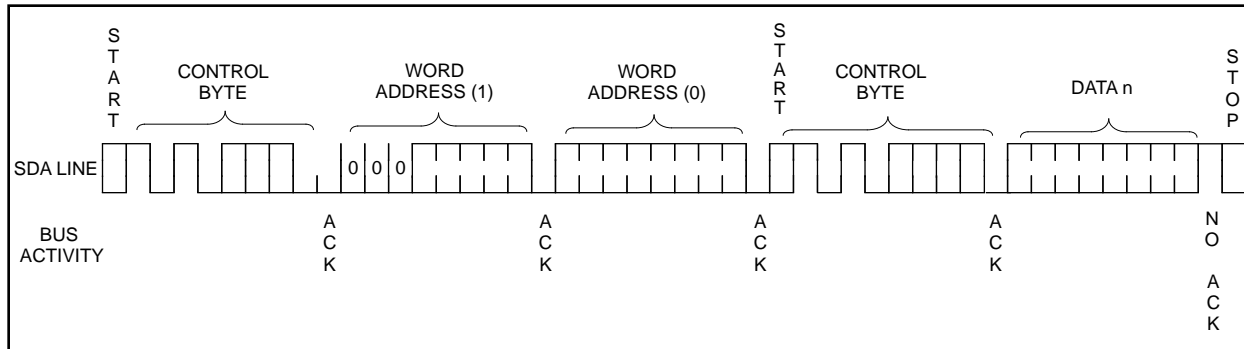 START
CONTROL
BYTE
WORD
ADDRESS (1)
WORD
ADDRESS (0)
START
CONTROL
BYTE
DATA n
STOP
SDA LINE
0 0 0
BUS
ACTIVITY
ACK
ACK
ACK
ACK
NO ACK